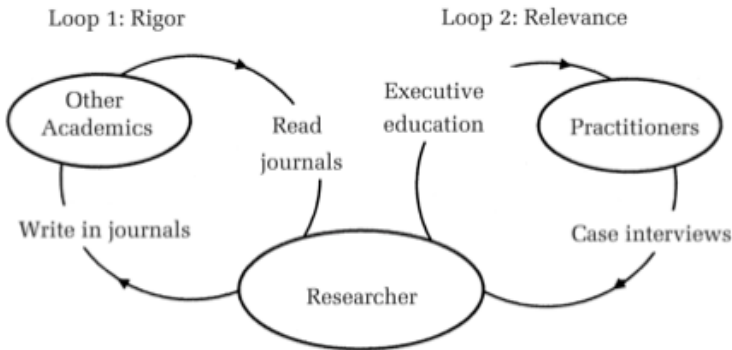 Loop 1: Rigor
Loop 2: Relevance
Other
Academics
Read
journals
Executive
education
Practitioners
Write in journals
Case interviews
Researcher